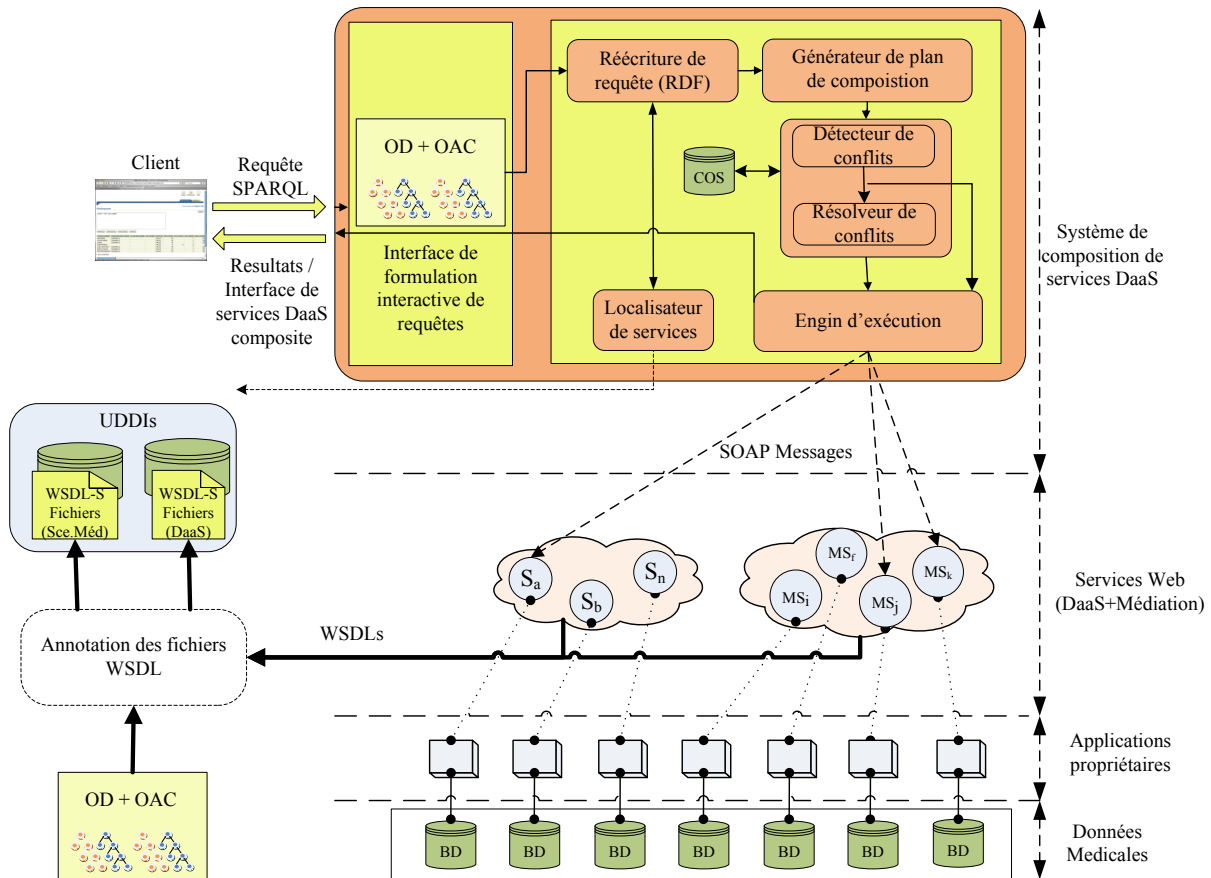 Client
Requête
SPARQL
Resultats /
Interface de
services DaaS
composite
OD + OAC
Interface de
formulation
interactive de
requêtes
Réécriture de
requête (RDF)
Générateur de plan
de compoistion
Détecteur de
conflits
COS
Résolveur de
conflits
Localisateur
de services
Engin d'exécution
Système de
composition de
services DaaS
UDDIs
WSDL-S
Fichiers
(Sce.Méd)
WSDL-S
Fichiers
(DaaS)
SOAP Messages
Sa
Sb
Sn
MSi
MSf
MSj
MSk
Services Web
(DaaS+Médiation)
WSDLs
Annotation des fichiers
WSDL
Applications
propriétaires
OD + OAC
BD
BD
BD
BD
BD
BD
BD
Données
Medicales